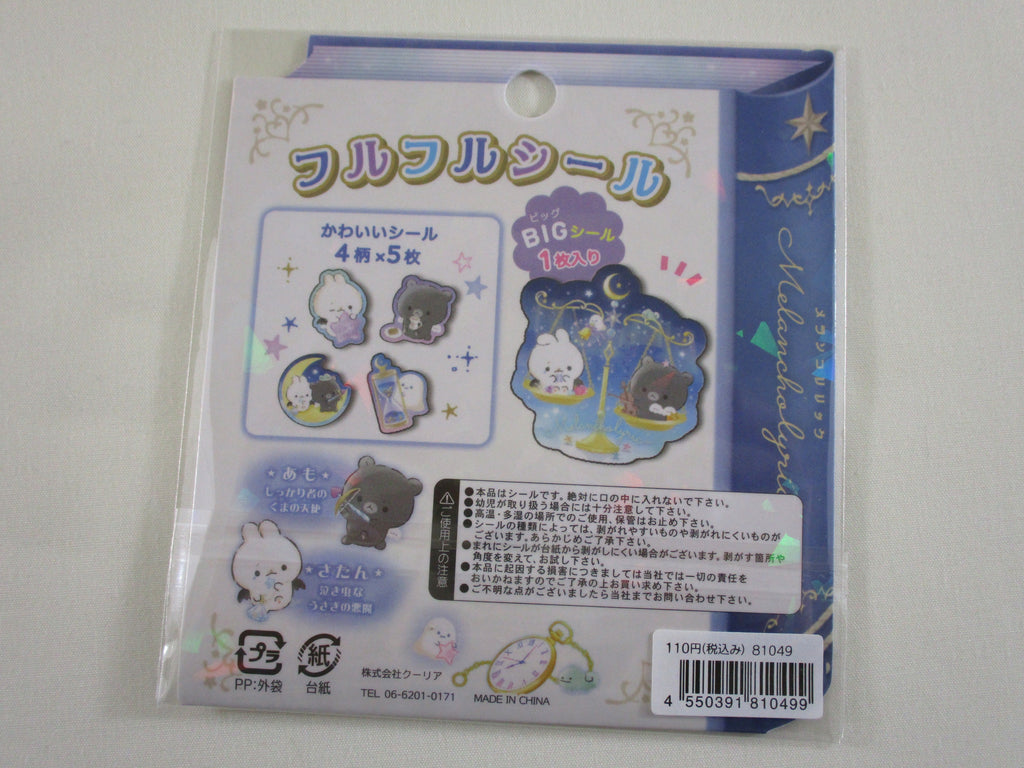 フルフルシール
かわいいシール
4柄×5枚
ビッグ
BIGシール
1枚入り
Melancholyric
メランコリリック
あも
しっかり者の
くまの天使
さたん
泣き虫な
うさぎの悪魔
ご使用上の注意
●本品はシールです。絶対に口の中に入れないで下さい。
●幼児が取り扱う場合には十分注意して下さい。
●高温・多湿の場所でのご使用、保管はお止め下さい。
●シールの種類によっては、剥がれやすいものや剥がれにくいものが
ございます。あらかじめご了承下さい。
●まれにシールが台紙から剥がしにくい場合がございます。剥がす箇所や
角度を変えて、お試し下さい。
●本品に起因する損害につきましては当社では一切の責任を
おいかねますのでご了承の上お買い求め下さい。
●ご不明な点がございましたら当社までお問い合わせ下さい。
プラ
PP:外袋
紙
台紙
株式会社クーリア
TEL 06-6201-0171
MADE IN CHINA
110円(税込み) 81049
4 550391 810499